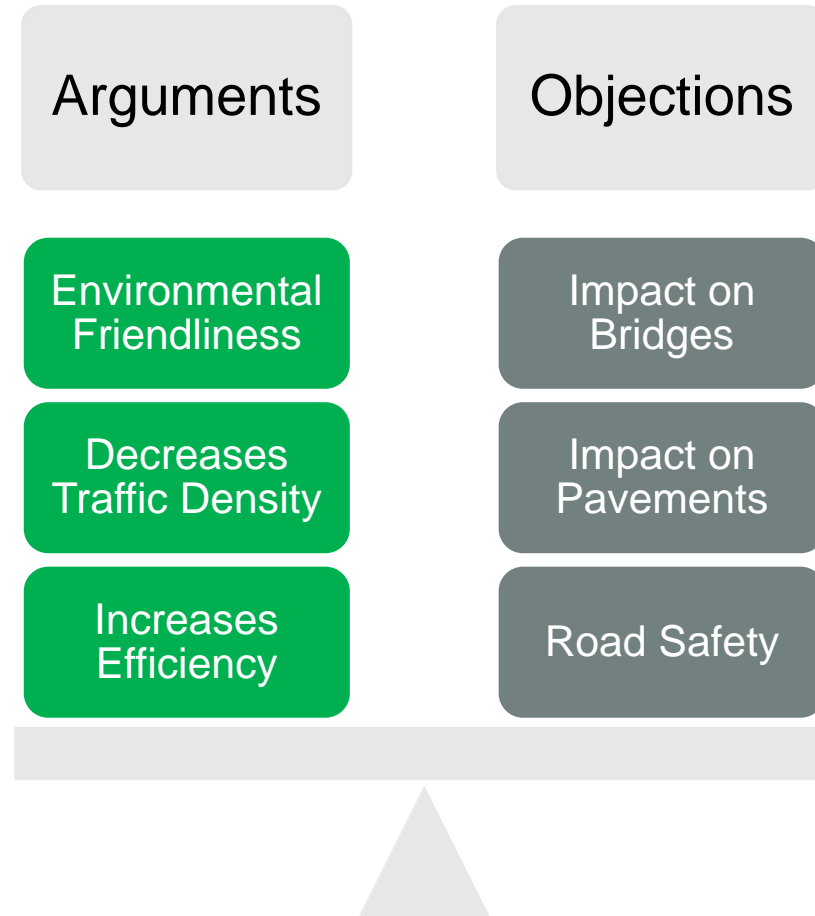 Arguments
Environmental
Friendliness
Decreases
Traffic Density
Increases
Efficiency
Objections
Impact on
Bridges
Impact on
Pavements
Road Safety